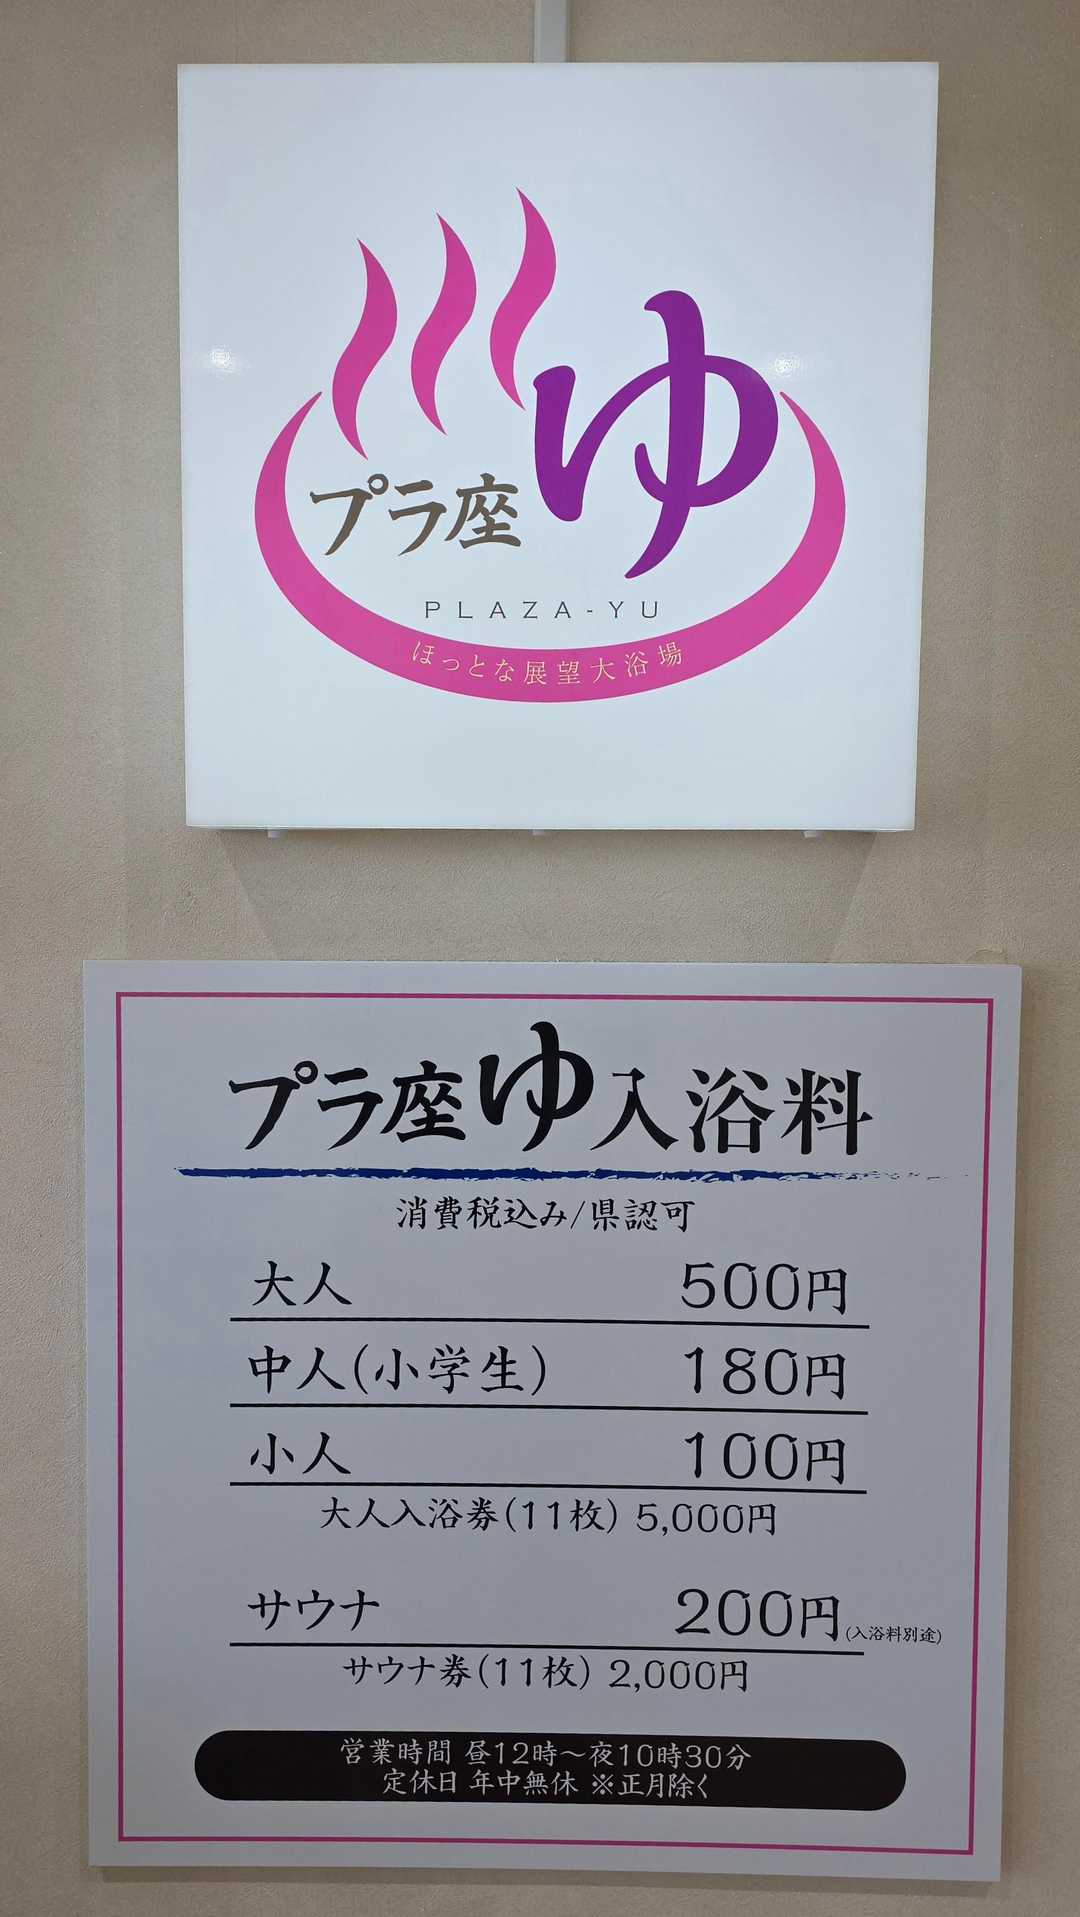 プラ座ゆ
PLAZA-YU
ほっとな展望大浴場
プラ座ゆ入浴料
消費税込み/県認可
大人 500円
中人(小学生) 180円
小人 100円
大人入浴券(11枚) 5,000円
サウナ 200円(入浴料別途)
サウナ券(11枚) 2,000円
営業時間 昼12時～夜10時30分
定休日 年中無休 ※正月除く